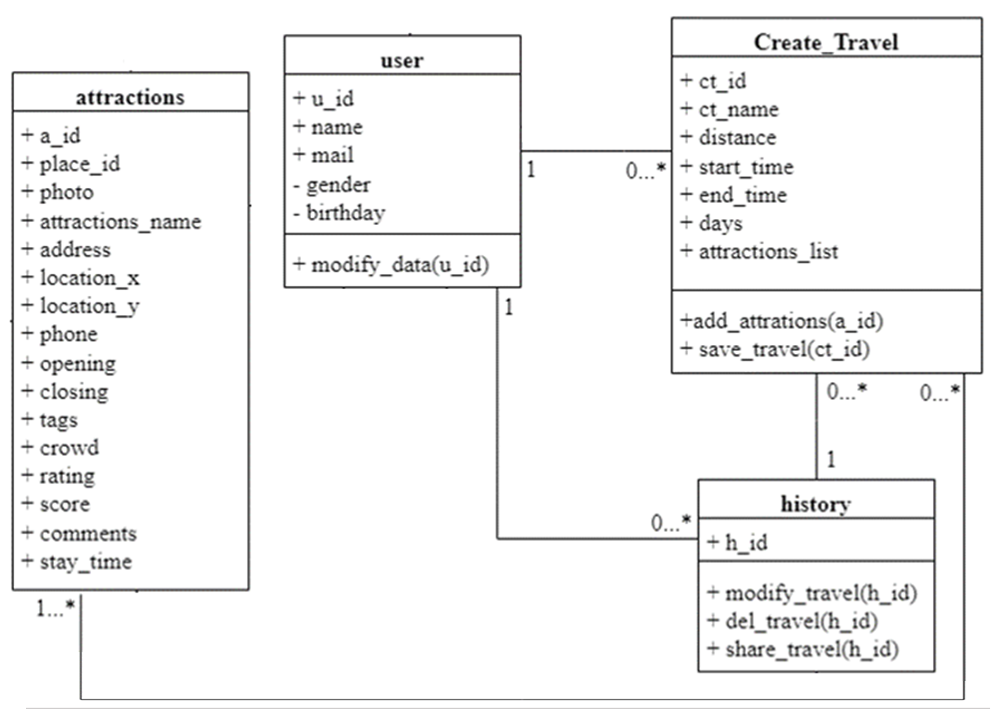 attractions
+ a_id
+ place_id
+ photo
+ attractions_name
+ address
+ location_x
+ location_y
+ phone
+ opening
+ closing
+ tags
+ crowd
+ rating
+ score
+ comments
+ stay_time
1...*
user
+ u_id
+ name
+ mail
- gender
- birthday
+ modify_data(u_id)
1
0...*
1
Create_Travel
+ ct_id
+ ct_name
+ distance
+ start_time
+ end_time
+ days
+ attractions_list
+add_attrations(a_id)
+ save_travel(ct_id)
0...*
0...*
1
0...*
history
+ h_id
+ modify_travel(h_id)
+ del_travel(h_id)
+ share_travel(h_id)